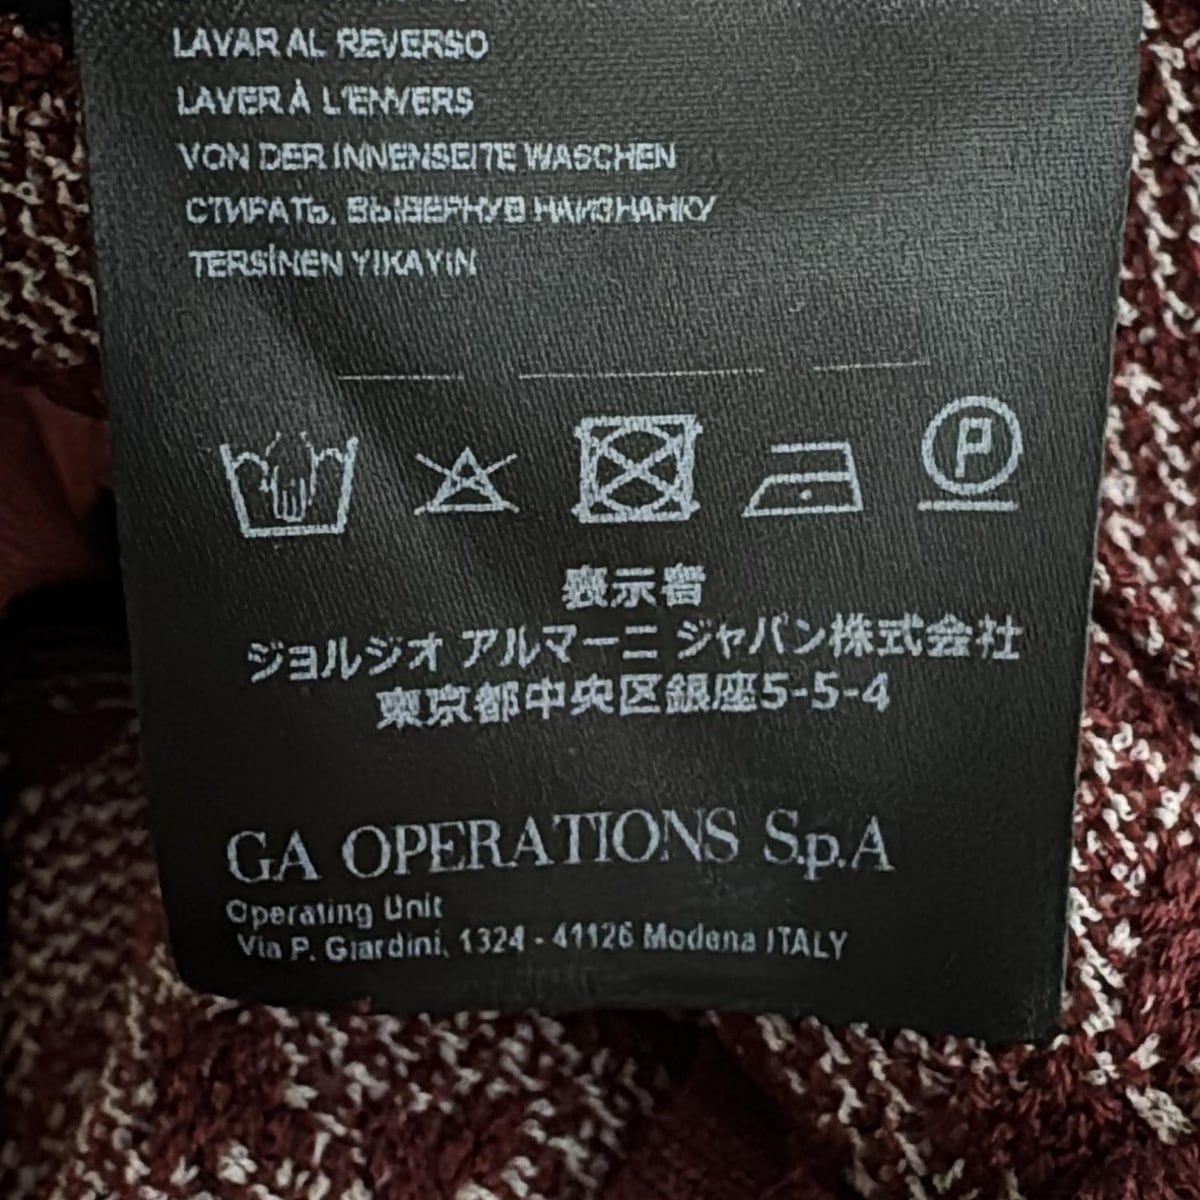 LAVAR AL REVERSO
LAVER À L'ENVERS
VON DER INNENSEITE WASCHEN
СТИРАТЬ, ВЫВЕРНУВ НАИЗНАНКУ
TERSİNEN YIKAYIN
P
表示者
ジョルジオ アルマーニ ジャパン株式会社
東京都中央区銀座5-5-4
GA OPERATIONS S.p.A
Operating Unit
Via P. Giardini, 1324 - 41126 Modena ITALY